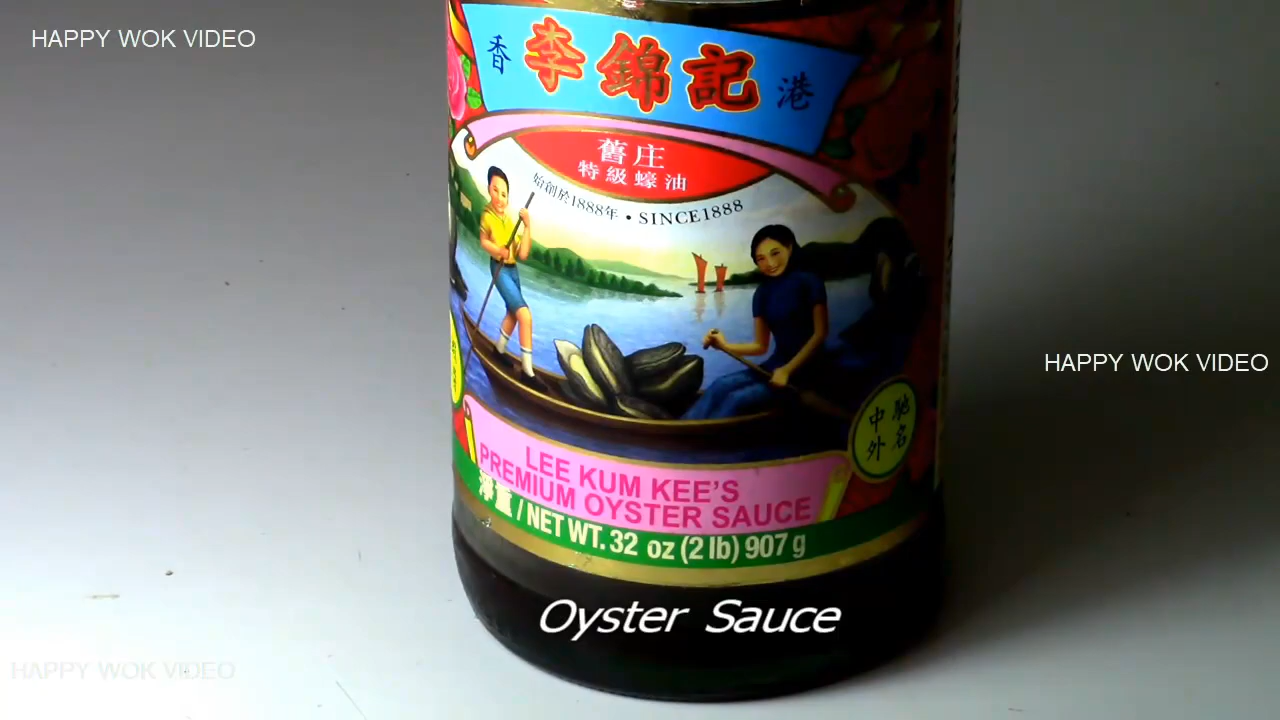 HAPPY WOK VIDEO
香 李錦記 港
舊庄
特級蠔油
始創於1888年 • SINCE1888
HAPPY WOK VIDEO
馳名
中外
LEE KUM KEE'S
PREMIUM OYSTER SAUCE
淨重 / NET WT. 32 oz (2 lb) 907 g
Oyster Sauce
HAPPY WOK VIDEO